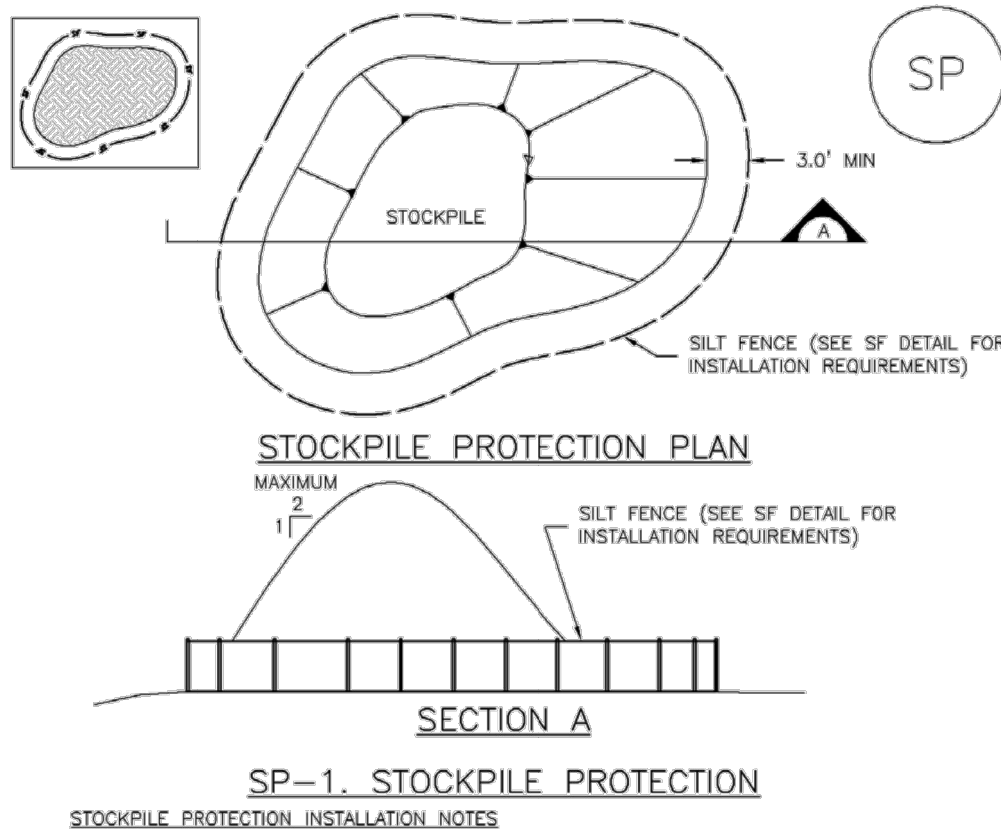 SP
3.0' MIN
STOCKPILE
A
SILT FENCE (SEE SF DETAIL FOR
INSTALLATION REQUIREMENTS)
STOCKPILE PROTECTION PLAN
MAXIMUM
2
1
SILT FENCE (SEE SF DETAIL FOR
INSTALLATION REQUIREMENTS)
SECTION A
SP-1. STOCKPILE PROTECTION
STOCKPILE PROTECTION INSTALLATION NOTES